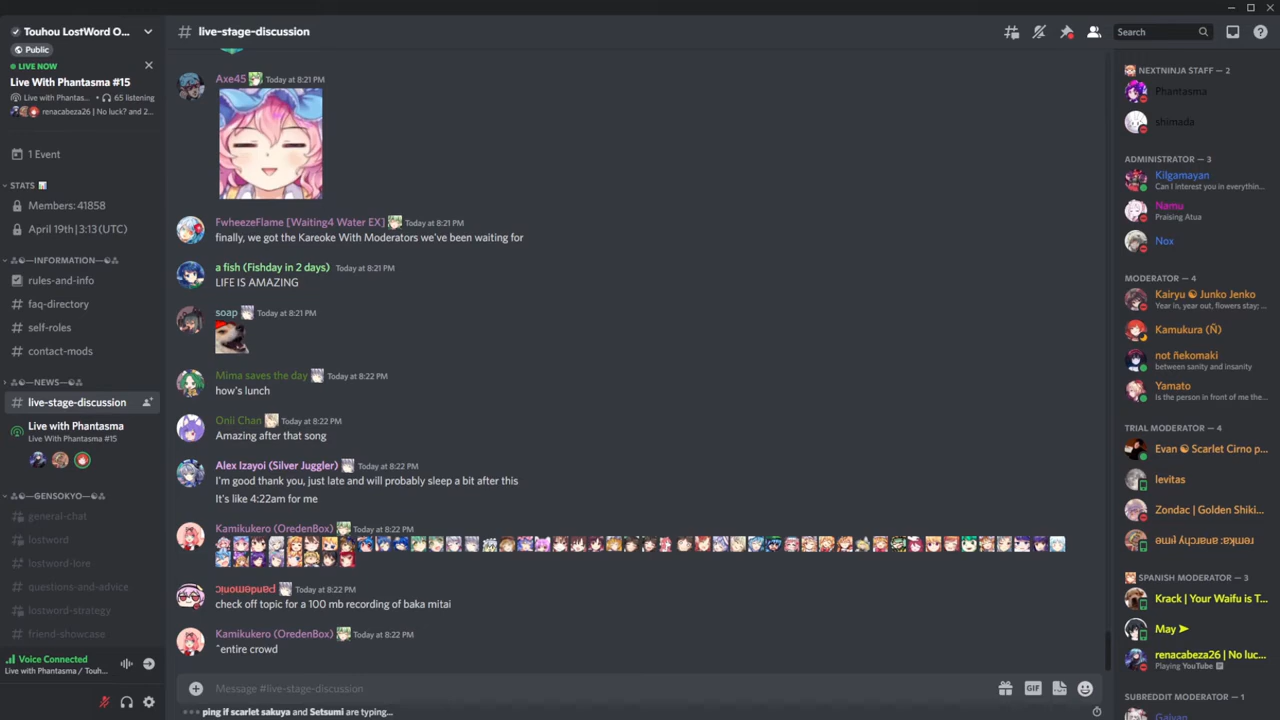 Touhou LostWord O...
Public
LIVE NOW
Live With Phantasma #15
Live with Phantas... • 65 listening
renacabeza26 | No luck? and 2...
1 Event
STATS
Members: 41858
April 19th | 3:13 (UTC)
INFORMATION
rules-and-info
faq-directory
self-roles
contact-mods
NEWS
live-stage-discussion
Live with Phantasma
Live With Phantasma #15
GENSOKYO
general-chat
lostword
lostword-lore
questions-and-advice
lostword-strategy
friend-showcase
Voice Connected
Live with Phantasma / Touh...
live-stage-discussion
Search
Axe45 Today at 8:21 PM
FwheezeFlame [Waiting4 Water EX] Today at 8:21 PM
finally, we got the Kareoke With Moderators we've been waiting for
a fish (Fishday in 2 days) Today at 8:21 PM
LIFE IS AMAZING
soap Today at 8:21 PM
Mima saves the day Today at 8:22 PM
how's lunch
Onii Chan Today at 8:22 PM
Amazing after that song
Alex Izayoi (Silver Juggler) Today at 8:22 PM
I'm good thank you, just late and will probably sleep a bit after this
It's like 4:22am for me
Kamikukero (OredenBox) Today at 8:22 PM
Today at 8:22 PM
check off topic for a 100 mb recording of baka mitai
Kamikukero (OredenBox) Today at 8:22 PM
*entire crowd
Message #live-stage-discussion
GIF
ping if scarlet sakuya and Setsumi are typing...
NEXTNINJA STAFF – 2
Phantasma
shimada
ADMINISTRATOR – 3
Kilgamayan
Can I interest you in everythin...
Namu
Praising Atua
Nox
MODERATOR – 4
Kairyu ☯ Junko Jenko
Year in, year out, flowers stay; ...
Kamukura (Ñ)
not ñekomaki
between sanity and insanity
Yamato
Is the person in front of me the...
TRIAL MODERATOR – 4
Evan ☯ Scarlet Cirno p...
levitas
Zondac | Golden Shiki...
SPANISH MODERATOR – 3
Krack | Your Waifu is T...
May ➤
renacabeza26 | No luc...
Playing YouTube
SUBREDDIT MODERATOR – 1